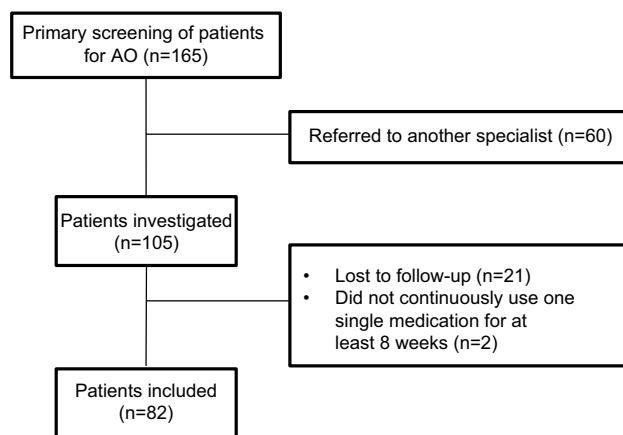 Primary screening of patients
for AO (n=165)
Referred to another specialist (n=60)
Patients investigated
(n=105)
• Lost to follow-up (n=21)
• Did not continuously use one
single medication for at
least 8 weeks (n=2)
Patients included
(n=82)